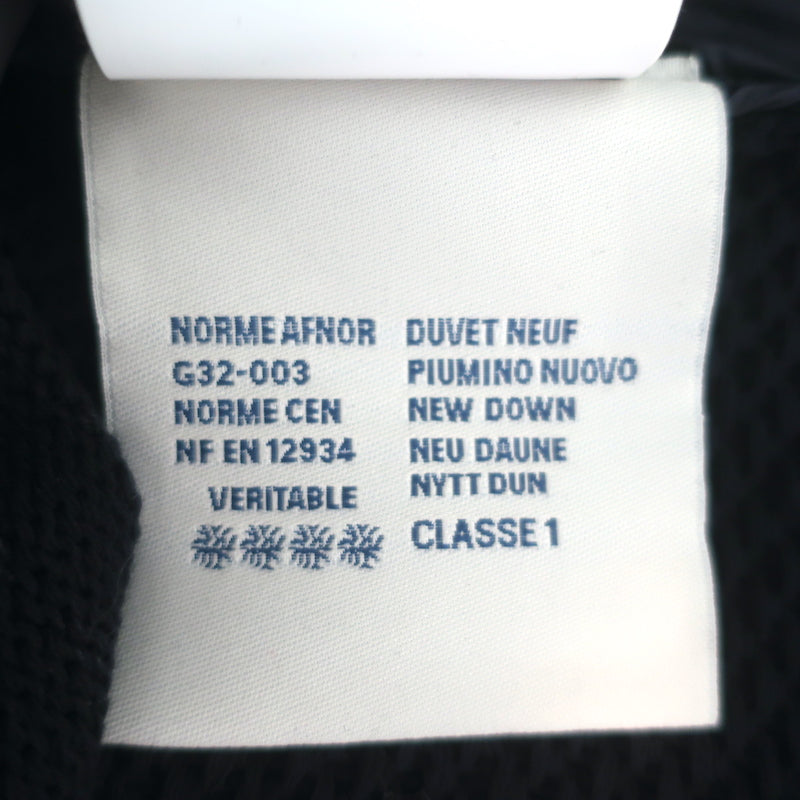 NORME AFNOR
G32-003
NORME CEN
NF EN 12934
VERITABLE
DUVET NEUF
PIUMINO NUOVO
NEW DOWN
NEU DAUNE
NYTT DUN
CLASSE 1